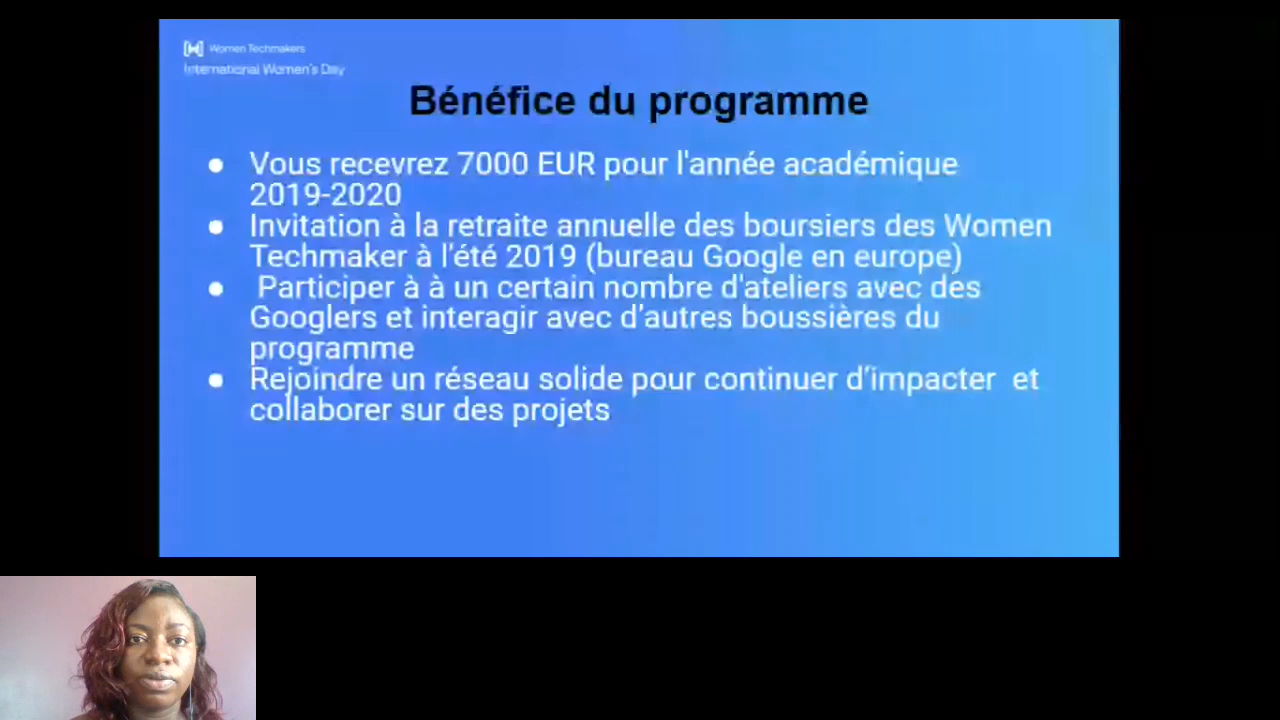 Women Techmakers
International Women's Day
Bénéfice du programme
● Vous recevrez 7000 EUR pour l'année académique
2019-2020
● Invitation à la retraite annuelle des boursiers des Women
Techmaker à l'été 2019 (bureau Google en europe)
● Participer à à un certain nombre d'ateliers avec des
Googlers et interagir avec d'autres boussières du
programme
● Rejoindre un réseau solide pour continuer d'impacter et
collaborer sur des projets